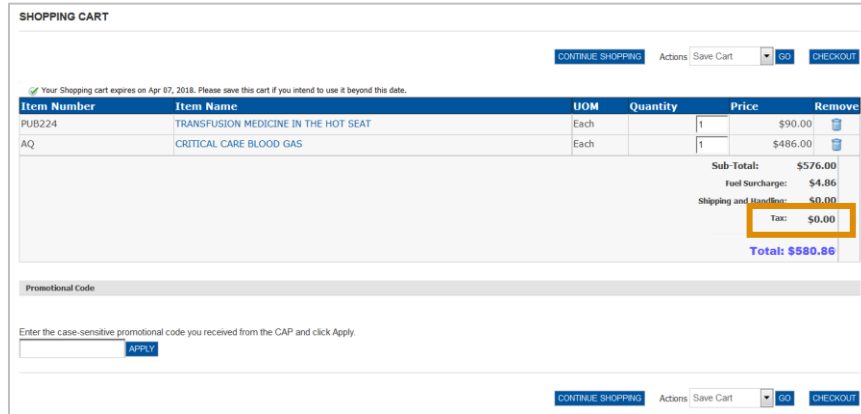 SHOPPING CART
CONTINUE SHOPPING Actions Save Cart GO CHECKOUT
Your Shopping cart expires on Apr 07, 2018. Please save this cart if you intend to use it beyond this date.
Item Number Item Name UOM Quantity Price Remove
PUB224 TRANSFUSION MEDICINE IN THE HOT SEAT Each 1 $90.00
AQ CRITICAL CARE BLOOD GAS Each 1 $486.00
Sub-Total: $576.00
Fuel Surcharge: $4.86
Shipping and Handling: $0.00
Tax: $0.00
Total: $580.86
Promotional Code
Enter the case-sensitive promotional code you received from the CAP and click Apply.
APPLY
CONTINUE SHOPPING Actions Save Cart GO CHECKOUT